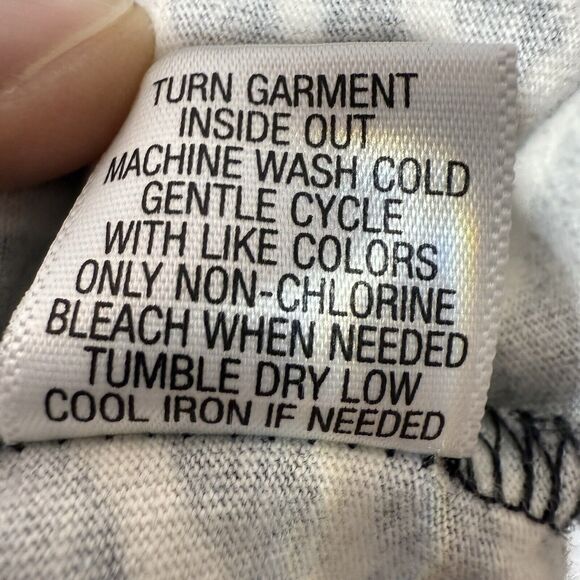 TURN GARMENT
INSIDE OUT
MACHINE WASH COLD
GENTLE CYCLE
WITH LIKE COLORS
ONLY NON-CHLORINE
BLEACH WHEN NEEDED
TUMBLE DRY LOW
COOL IRON IF NEEDED